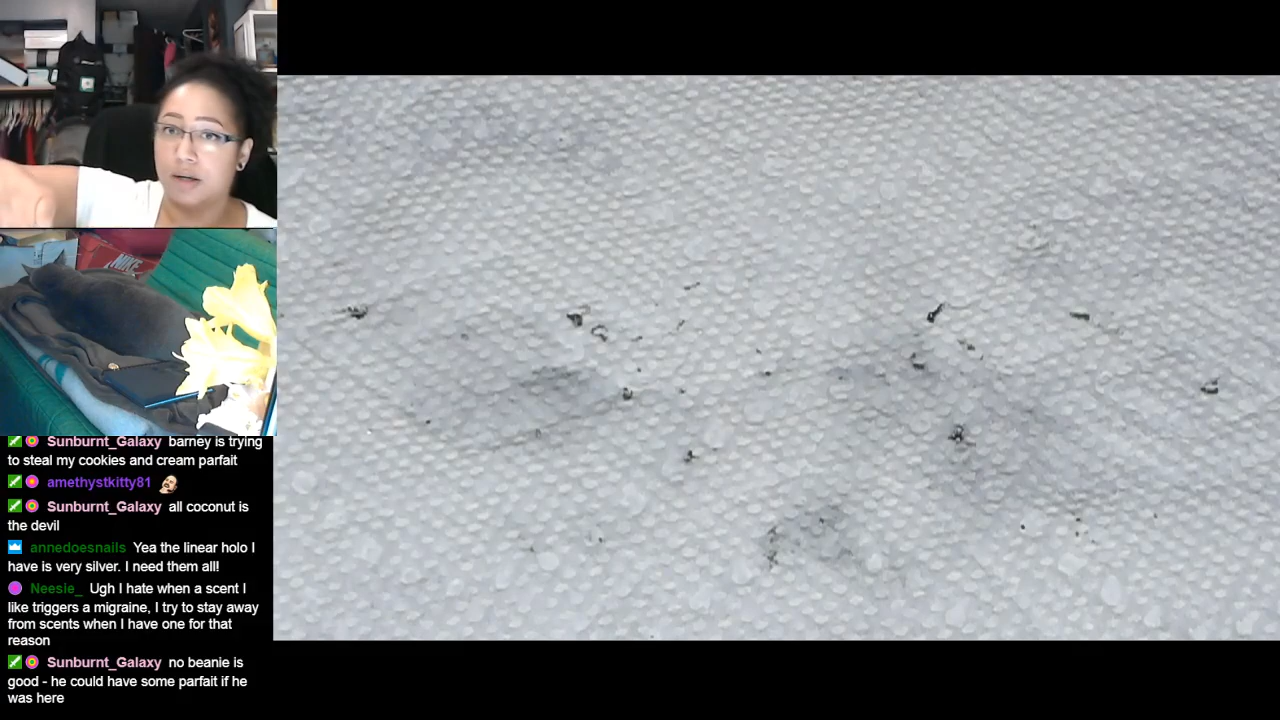 NIKE
Sunburnt_Galaxy barney is trying
to steal my cookies and cream parfait
amethystkitty81
Sunburnt_Galaxy all coconut is
the devil
annedoesnails Yea the linear holo I
have is very silver. I need them all!
Neesie_ Ugh I hate when a scent I
like triggers a migraine, I try to stay away
from scents when I have one for that
reason
Sunburnt_Galaxy no beanie is
good - he could have some parfait if he
was here